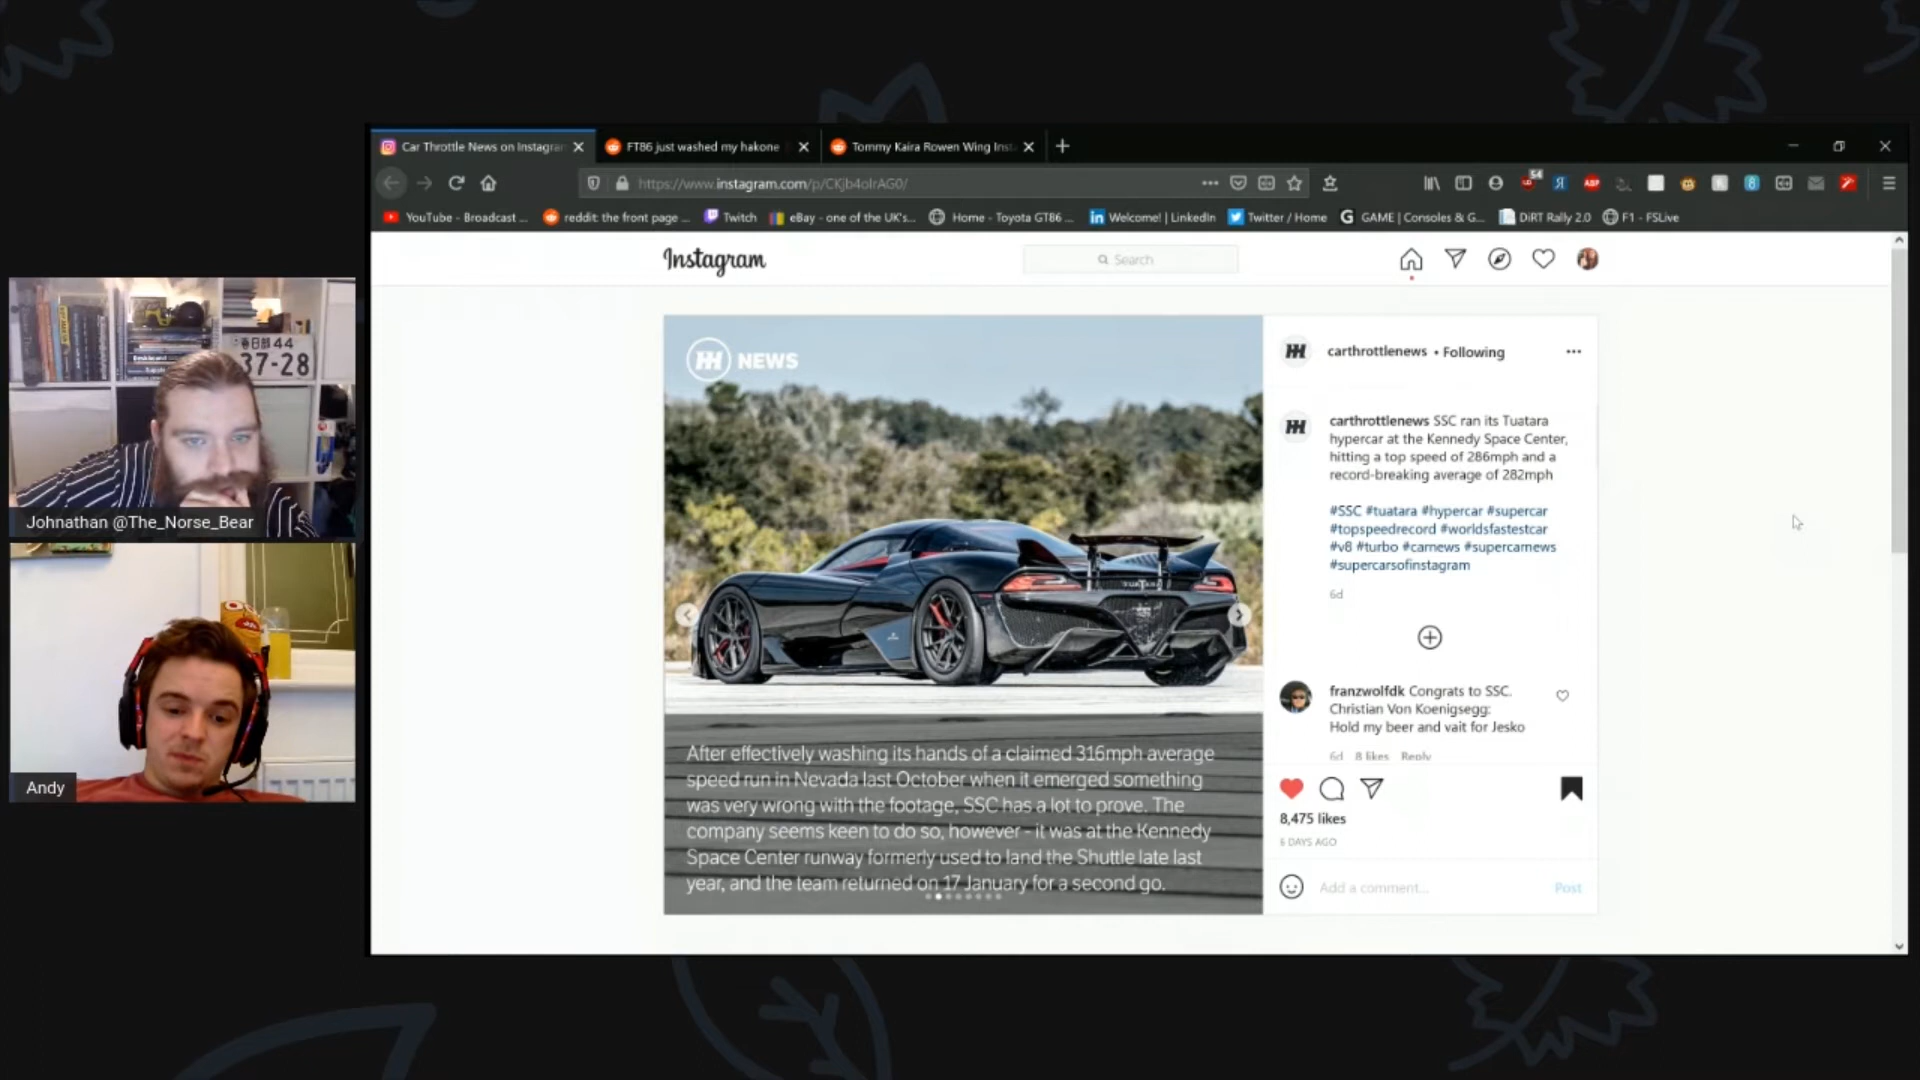 Car Throttle News on Instagram
FT86 just washed my hakone
Tommy Kaira Rowen Wing Inst
https://www.instagram.com/p/CKjb4olrAG0/
54
ABP
YouTube - Broadcast ...
reddit: the front page ...
Twitch
eBay - one of the UK's...
Home - Toyota GT86 ...
Welcome! | LinkedIn
Twitter / Home
GAME | Consoles & G...
DiRT Rally 2.0
F1 - FSLive
Instagram
Search
NEWS
carthrottlenews • Following
carthrottlenews SSC ran its Tuatara
hypercar at the Kennedy Space Center,
hitting a top speed of 286mph and a
record-breaking average of 282mph
#SSC #tuatara #hypercar #supercar
#topspeedrecord #worldsfastestcar
#v8 #turbo #carnews #supercarnews
#supercarsofinstagram
6d
franzwolfdk Congrats to SSC.
Christian Von Koenigsegg:
Hold my beer and vait for Jesko
6d 8 likes Reply
8,475 likes
6 DAYS AGO
Add a comment...
Post
TUATARA
After effectively washing its hands of a claimed 316mph average
speed run in Nevada last October when it emerged something
was very wrong with the footage, SSC has a lot to prove. The
company seems keen to do so, however - it was at the Kennedy
Space Center runway formerly used to land the Shuttle late last
year, and the team returned on 17 January for a second go.
春日部 44
37-28
Johnathan @The_Norse_Bear
Andy